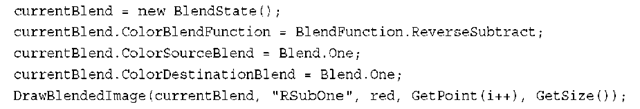 currentBlend = new BlendState();
currentBlend.ColorBlendFunction = BlendFunction.ReverseSubtract;
currentBlend.ColorSourceBlend = Blend.One;
currentBlend.ColorDestinationBlend = Blend.One;
DrawBlendedImage(currentBlend, "RSubOne", red, GetPoint(i++), GetSize());